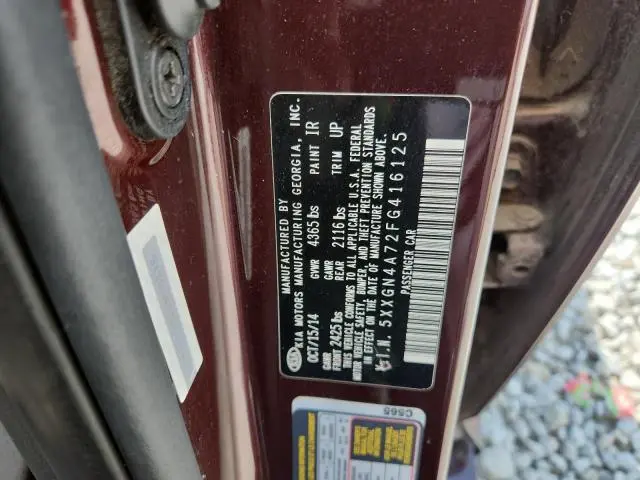 MANUFACTURED BY
KIA KIA MOTORS MANUFACTURING GEORGIA, INC.
OCT/15/14 GVWR 4365 lbs PAINT IR
GAWR FRONT 2425 lbs GAWR REAR 2116 lbs TRIM UP
THIS VEHICLE CONFORMS TO ALL APPLICABLE U.S.A. FEDERAL
MOTOR VEHICLE SAFETY, BUMPER, AND THEFT PREVENTION STANDARDS
IN EFFECT ON THE DATE OF MANUFACTURE SHOWN ABOVE.
V.I.N. 5XXGN4A72FG416125
PASSENGER CAR
C565